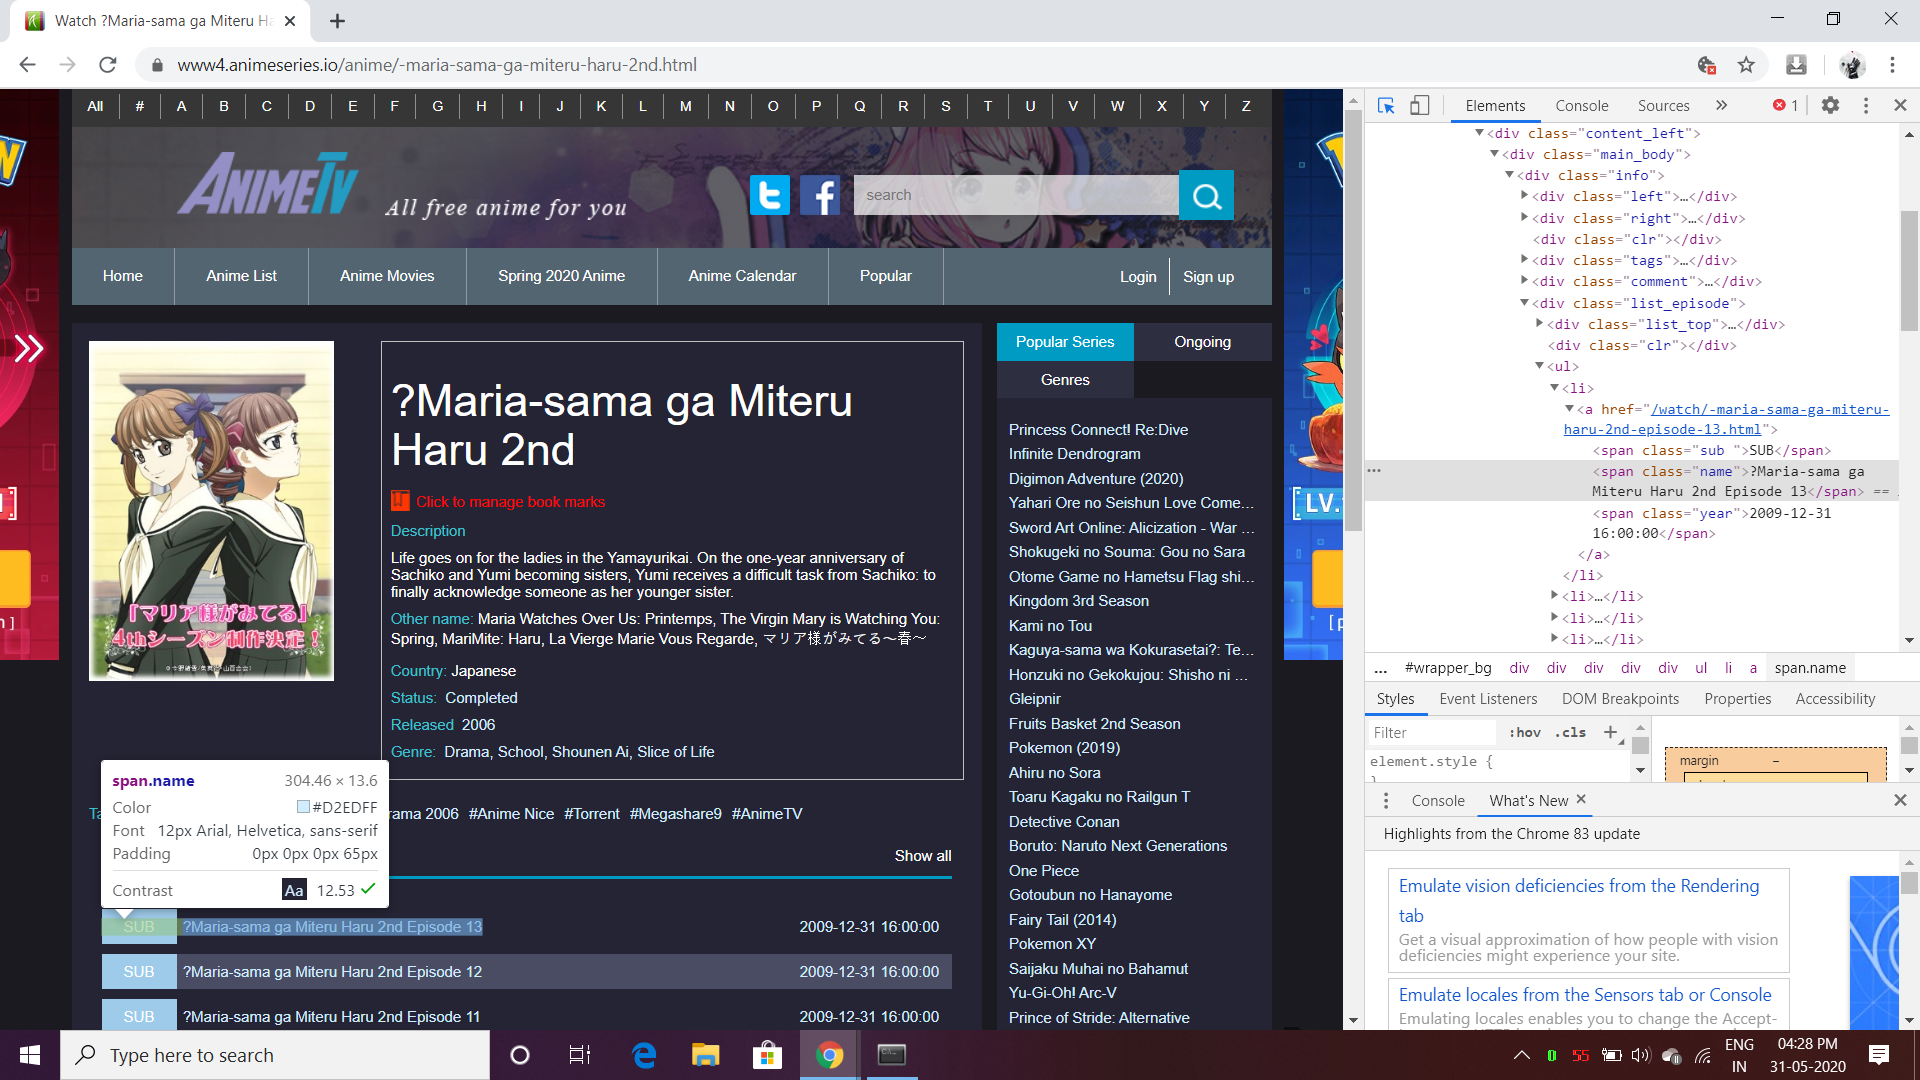 Watch ?Maria-sama ga Miteru Ha
www4.animeseries.io/anime/-maria-sama-ga-miteru-haru-2nd.html
All # A B C D E F G H I J K L M N O P Q R S T U V W X Y Z
ANIMETV
All free anime for you
search
Home Anime List Anime Movies Spring 2020 Anime Anime Calendar Popular
Login Sign up
?Maria-sama ga Miteru
Haru 2nd
Click to manage book marks
Description
Life goes on for the ladies in the Yamayurikai. On the one-year anniversary of
Sachiko and Yumi becoming sisters, Yumi receives a difficult task from Sachiko: to
finally acknowledge someone as her younger sister.
Other name: Maria Watches Over Us: Printemps, The Virgin Mary is Watching You:
Spring, MariMite: Haru, La Vierge Marie Vous Regarde, マリア様がみてる～春～
Country: Japanese
Status: Completed
Released 2006
Genre: Drama, School, Shounen Ai, Slice of Life
『マリア様がみてる』
4thシーズン制作決定！
span.name 304.46 × 13.6
Color #D2EDFF
Font 12px Arial, Helvetica, sans-serif
Padding 0px 0px 0px 65px
Contrast Aa 12.53
rama 2006 #Anime Nice #Torrent #Megashare9 #AnimeTV
Show all
SUB ?Maria-sama ga Miteru Haru 2nd Episode 13 2009-12-31 16:00:00
SUB ?Maria-sama ga Miteru Haru 2nd Episode 12 2009-12-31 16:00:00
SUB ?Maria-sama ga Miteru Haru 2nd Episode 11 2009-12-31 16:00:00
Popular Series Ongoing
Genres
Princess Connect! Re:Dive
Infinite Dendrogram
Digimon Adventure (2020)
Yahari Ore no Seishun Love Come...
Sword Art Online: Alicization - War ...
Shokugeki no Souma: Gou no Sara
Otome Game no Hametsu Flag shi...
Kingdom 3rd Season
Kami no Tou
Kaguya-sama wa Kokurasetai?: Te...
Honzuki no Gekokujou: Shisho ni ...
Gleipnir
Fruits Basket 2nd Season
Pokemon (2019)
Ahiru no Sora
Toaru Kagaku no Railgun T
Detective Conan
Boruto: Naruto Next Generations
One Piece
Gotoubun no Hanayome
Fairy Tail (2014)
Pokemon XY
Saijaku Muhai no Bahamut
Yu-Gi-Oh! Arc-V
Prince of Stride: Alternative
LV.
Elements Console Sources » 1
<div class="content_left">
<div class="main_body">
<div class="info">
<div class="left">…</div>
<div class="right">…</div>
<div class="clr"></div>
<div class="tags">…</div>
<div class="comment">…</div>
<div class="list_episode">
<div class="list_top">…</div>
<div class="clr"></div>
<ul>
<li>
<a href="/watch/-maria-sama-ga-miteru-
haru-2nd-episode-13.html">
<span class="sub ">SUB</span>
<span class="name">?Maria-sama ga
Miteru Haru 2nd Episode 13</span> ==
<span class="year">2009-12-31
16:00:00</span>
</a>
</li>
<li>…</li>
<li>…</li>
<li>…</li>
... #wrapper_bg div div div div div ul li a span.name
Styles Event Listeners DOM Breakpoints Properties Accessibility
Filter :hov .cls +
element.style {
}
margin –
Console What's New
Highlights from the Chrome 83 update
Emulate vision deficiencies from the Rendering
tab
Get a visual approximation of how people with vision
deficiencies might experience your site.
Emulate locales from the Sensors tab or Console
Emulating locales enables you to change the Accept-
Type here to search
0 55
ENG
IN
04:28 PM
31-05-2020